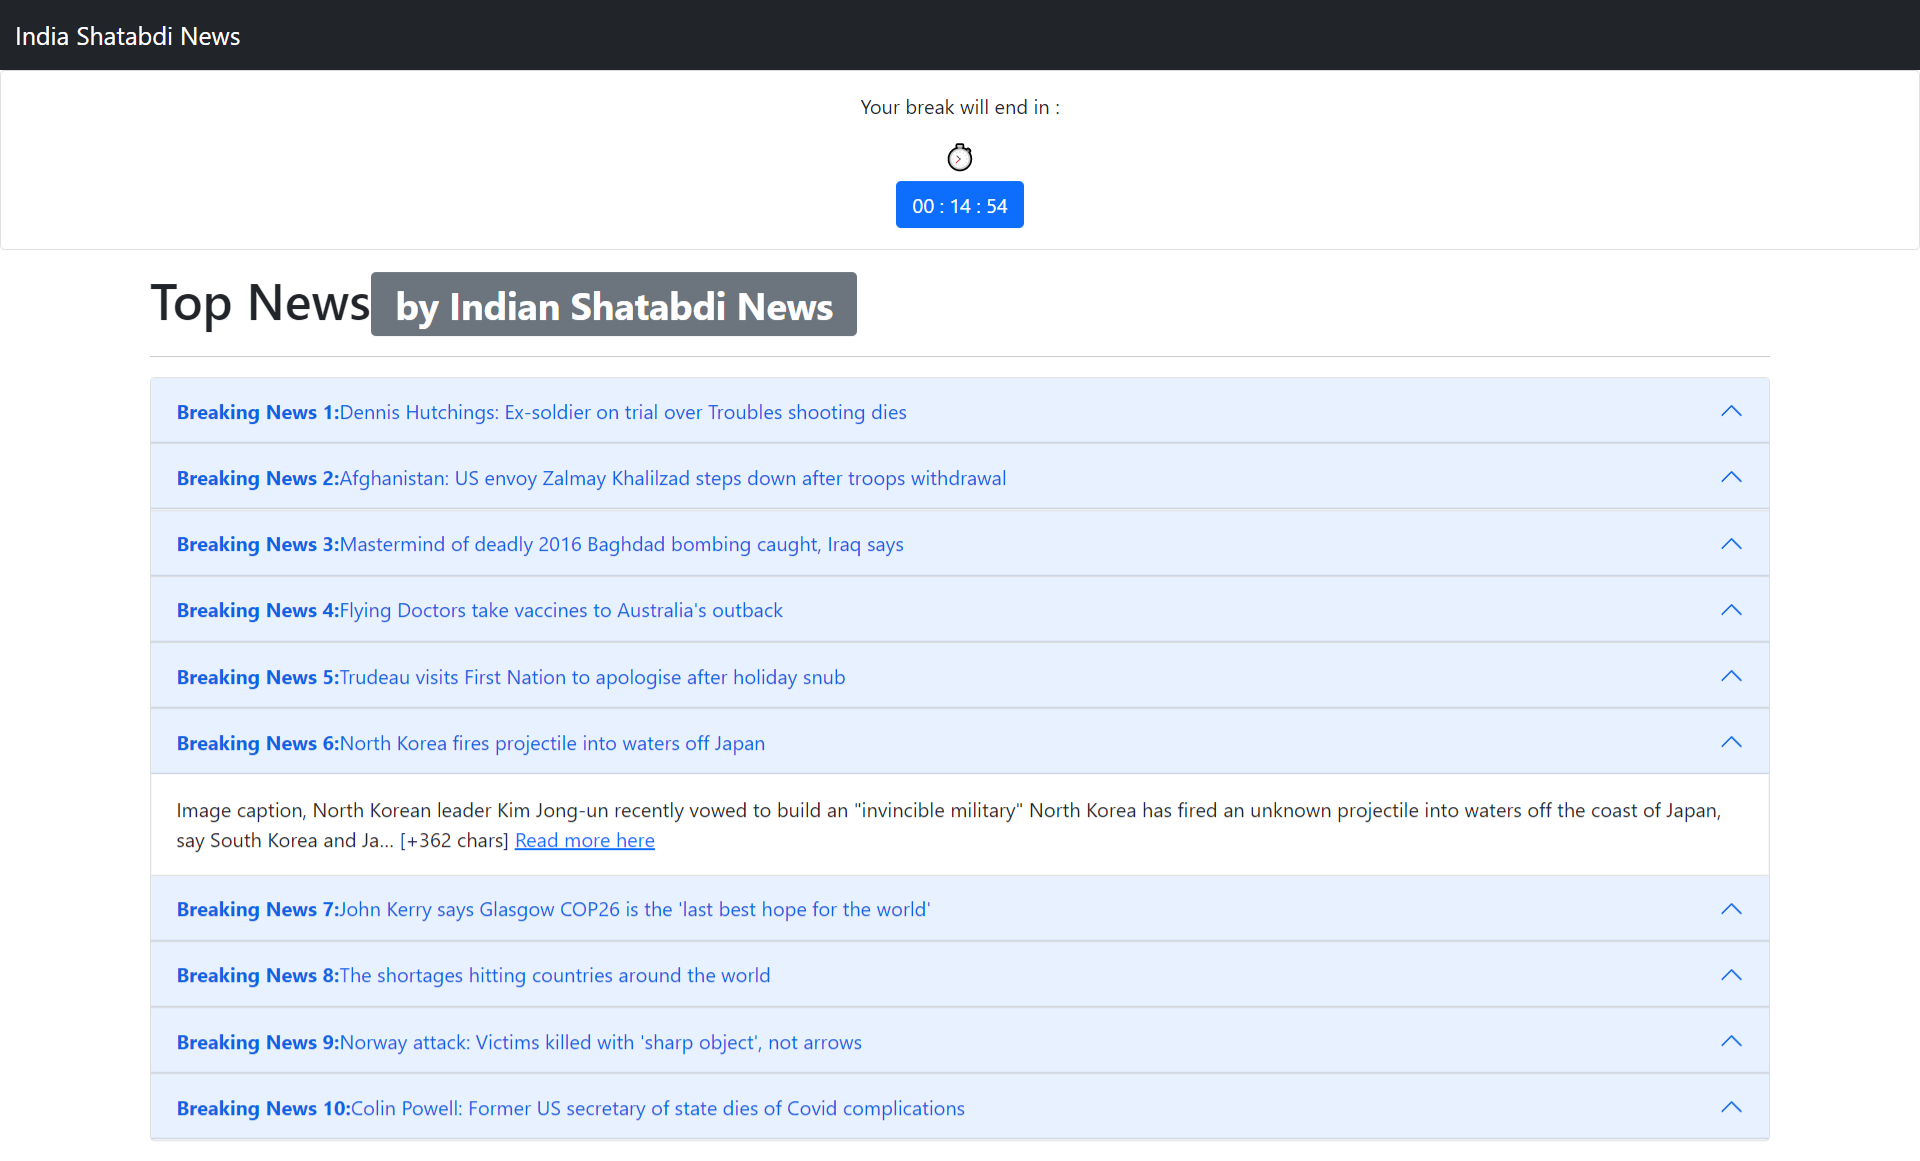 India Shatabdi News
Your break will end in :
00 : 14 : 54
Top News by Indian Shatabdi News
Breaking News 1:Dennis Hutchings: Ex-soldier on trial over Troubles shooting dies
Breaking News 2:Afghanistan: US envoy Zalmay Khalilzad steps down after troops withdrawal
Breaking News 3:Mastermind of deadly 2016 Baghdad bombing caught, Iraq says
Breaking News 4:Flying Doctors take vaccines to Australia's outback
Breaking News 5:Trudeau visits First Nation to apologise after holiday snub
Breaking News 6:North Korea fires projectile into waters off Japan
Image caption, North Korean leader Kim Jong-un recently vowed to build an "invincible military" North Korea has fired an unknown projectile into waters off the coast of Japan,
say South Korea and Ja… [+362 chars] Read more here
Breaking News 7:John Kerry says Glasgow COP26 is the 'last best hope for the world'
Breaking News 8:The shortages hitting countries around the world
Breaking News 9:Norway attack: Victims killed with 'sharp object', not arrows
Breaking News 10:Colin Powell: Former US secretary of state dies of Covid complications